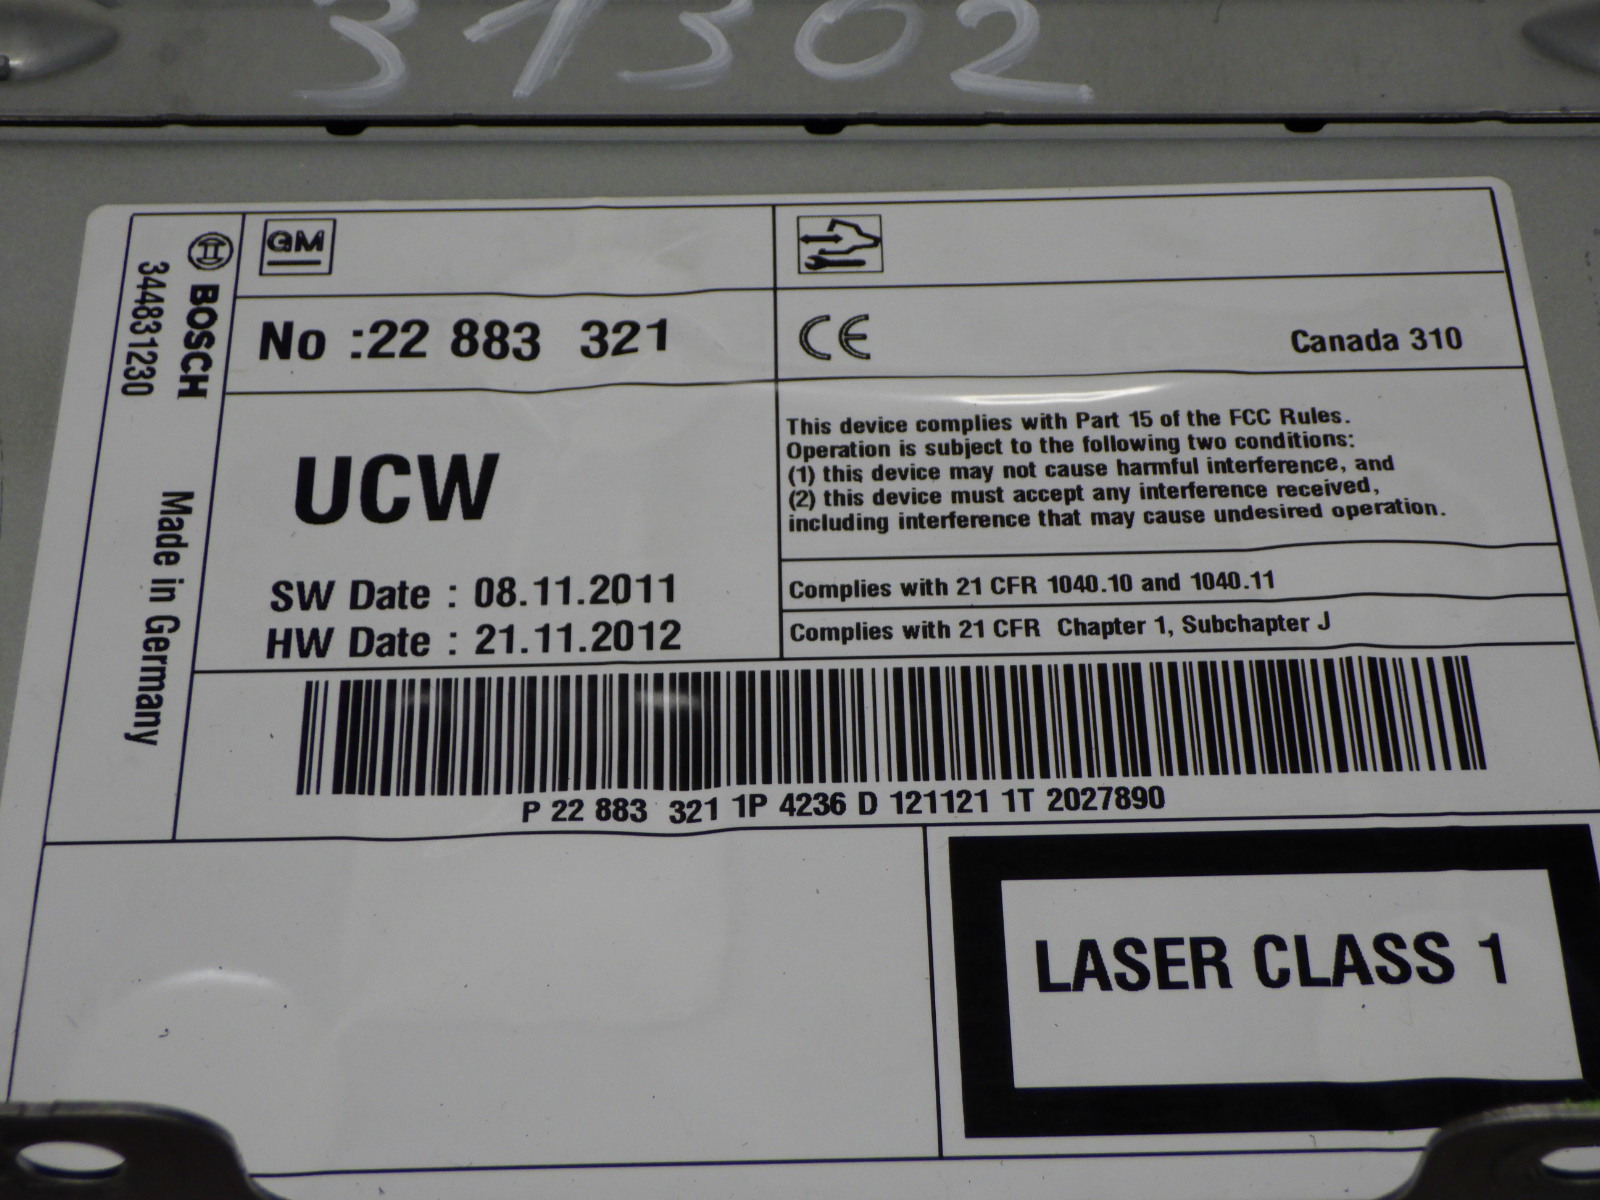 31302
BOSCH
344831230
Made in Germany
GM
No :22 883 321
CE
Canada 310
UCW
SW Date : 08.11.2011
HW Date : 21.11.2012
This device complies with Part 15 of the FCC Rules.
Operation is subject to the following two conditions:
(1) this device may not cause harmful interference, and
(2) this device must accept any interference received,
including interference that may cause undesired operation.
Complies with 21 CFR 1040.10 and 1040.11
Complies with 21 CFR Chapter 1, Subchapter J
P 22 883 321 1P 4236 D 121121 1T 2027890
LASER CLASS 1